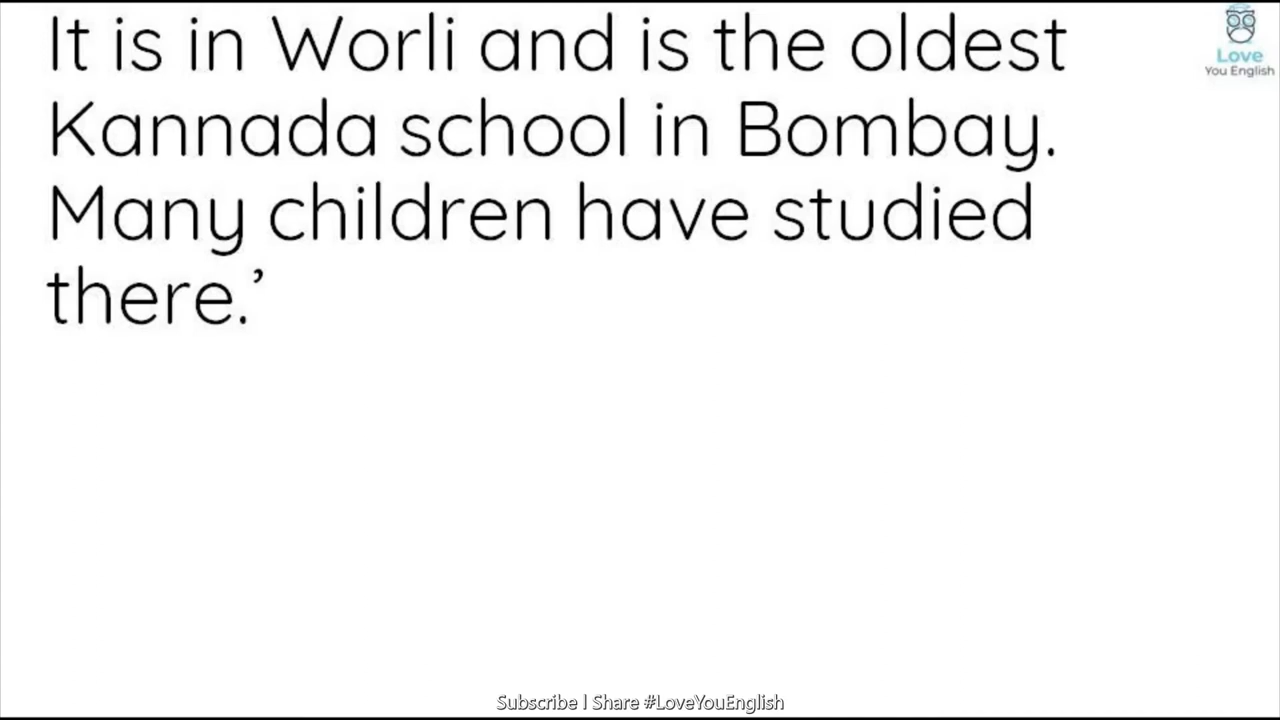 It is in Worli and is the oldest
Kannada school in Bombay.
Many children have studied
there.’
Love
You English
Subscribe | Share #LoveYouEnglish